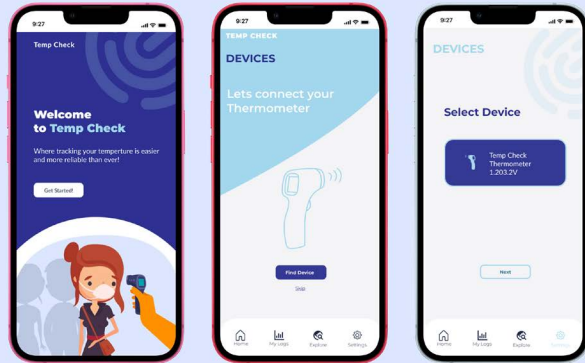 9:27
Temp Check
Welcome
to Temp Check
Where tracking your temperture is easier
and more reliable than ever!
Get Started!
9:27
TEMP CHECK
DEVICES
Lets connect your
Thermometer
Find Device
Skip
Home
My Logs
Explore
Settings
9:27
DEVICES
Select Device
Temp Check
Thermometer
1.203.2V
Next
Home
My Logs
Explore
Settings